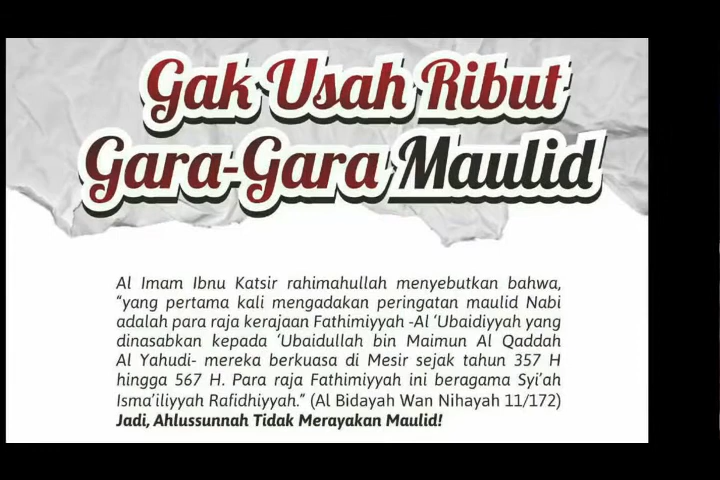 Gak Usah Ribut
Gara-Gara Maulid
Al Imam Ibnu Katsir rahimahullah menyebutkan bahwa,
“yang pertama kali mengadakan peringatan maulid Nabi
adalah para raja kerajaan Fathimiyyah -Al ‘Ubaidiyyah yang
dinasabkan kepada ‘Ubaidullah bin Maimun Al Qaddah
Al Yahudi- mereka berkuasa di Mesir sejak tahun 357 H
hingga 567 H. Para raja Fathimiyyah ini beragama Syi’ah
Isma’iliyyah Rafidhiyyah.” (Al Bidayah Wan Nihayah 11/172)
Jadi, Ahlussunnah Tidak Merayakan Maulid!